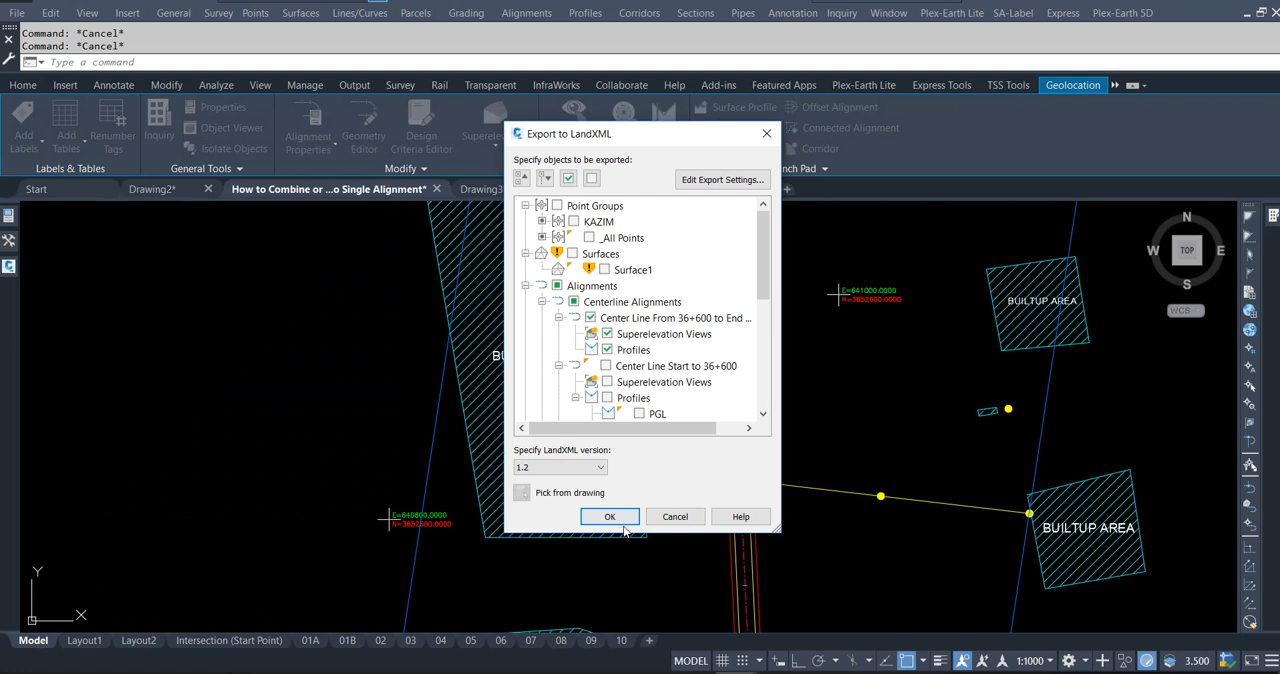 File Edit View Insert General Survey Points Surfaces Lines/Curves Parcels Grading Alignments Profiles Corridors Sections Pipes Annotation Inquiry Window Plex-Earth Lite SA-Label Express Plex-Earth 5D
Command: *Cancel*
Command: *Cancel*
Type a command
Home Insert Annotate Modify Analyze View Manage Output Survey Rail Transparent InfraWorks Collaborate Help Add-ins Featured Apps Plex-Earth Lite Express Tools TSS Tools Geolocation
Add Labels
Add Tables
Renumber Tags
Inquiry
Properties
Object Viewer
Isolate Objects
Alignment Properties
Geometry Editor
Design Criteria Editor
Superele
Surface Profile
Offset Alignment
Connected Alignment
Corridor
Labels & Tables General Tools Modify nch Pad
Start Drawing2* How to Combine or ...o Single Alignment* Drawing3
Export to LandXML
Specify objects to be exported:
Edit Export Settings...
Point Groups
KAZIM
_All Points
Surfaces
Surface1
Alignments
Centerline Alignments
Center Line From 36+600 to End ...
Superelevation Views
Profiles
Center Line Start to 36+600
Superelevation Views
Profiles
PGL
Specify LandXML version:
1.2
Pick from drawing
OK Cancel Help
N
W TOP E
S
WCS
E=641000.0000
BUILTUP AREA
BU
E=640800.0000
N=3652500.0000
BUILTUP AREA
Y
X
Model Layout1 Layout2 Intersection (Start Point) 01A 01B 02 03 04 05 06 07 08 09 10
MODEL 1:1000 3.500